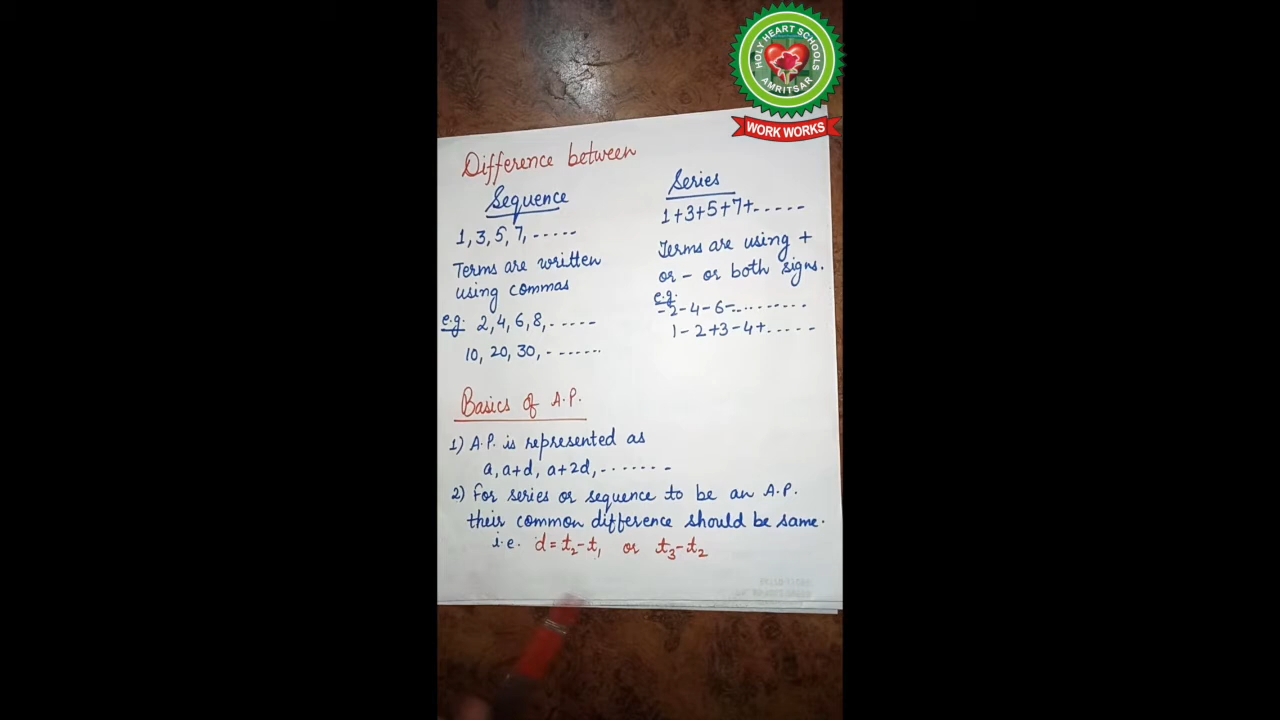 HOLY HEART SCHOOLS
AMRITSAR
WORK WORKS
Difference between
Sequence
1, 3, 5, 7, -----
Terms are written
using commas
e.g. 2, 4, 6, 8, -----
10, 20, 30, -------
Series
1+3+5+7+-----
Terms are using +
or - or both signs.
e.g.
-2-4-6-.........
1-2+3-4+-----
Basics of A.P.
1) A.P. is represented as
a, a+d, a+2d, -------
2) For series or sequence to be an A.P.
their common difference should be same.
i.e. d = t₂-t₁ or t₃-t₂